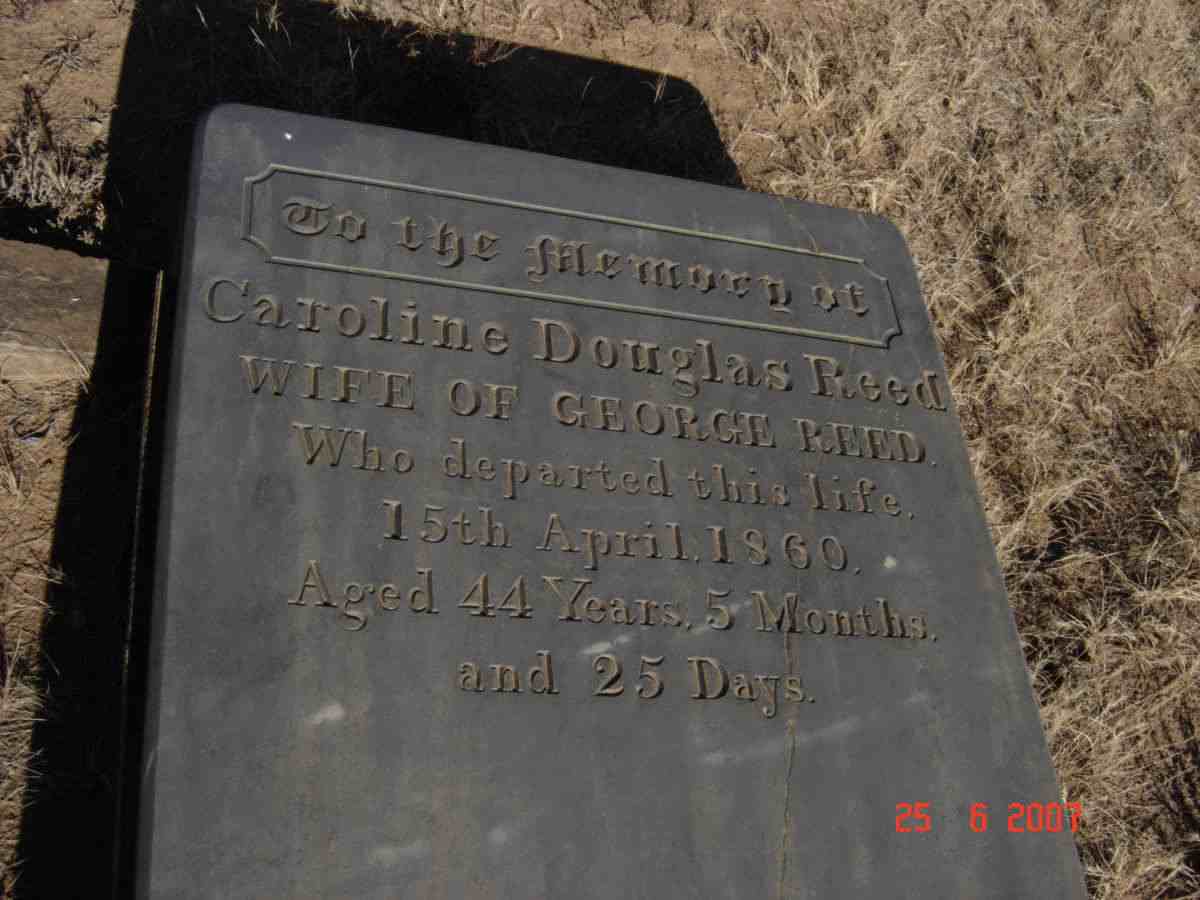 To the Memory of
Caroline Douglas Reed
WIFE OF GEORGE REED.
Who departed this life,
15th April, 1860,
Aged 44 Years, 5 Months,
and 25 Days.
25 6 2007